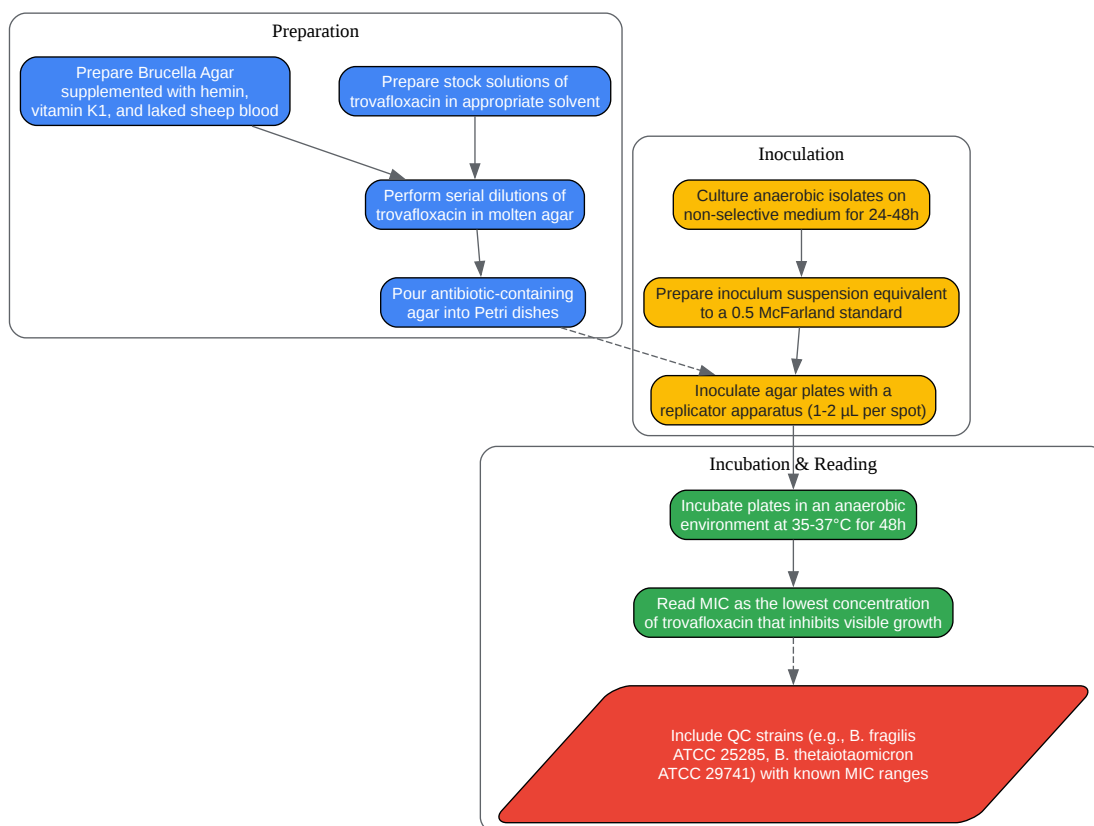 Preparation
Prepare Brucella Agar
supplemented with hemin,
vitamin K1, and laked sheep blood
Prepare stock solutions of
trovafloxacin in appropriate solvent
Perform serial dilutions of
trovafloxacin in molten agar
Pour antibiotic-containing
agar into Petri dishes
Inoculation
Culture anaerobic isolates on
non-selective medium for 24-48h
Prepare inoculum suspension equivalent
to a 0.5 McFarland standard
Inoculate agar plates with a
replicator apparatus (1-2 µL per spot)
Incubation & Reading
Incubate plates in an anaerobic
environment at 35-37°C for 48h
Read MIC as the lowest concentration
of trovafloxacin that inhibits visible growth
Include QC strains (e.g., B. fragilis
ATCC 25285, B. thetaiotaomicron
ATCC 29741) with known MIC ranges